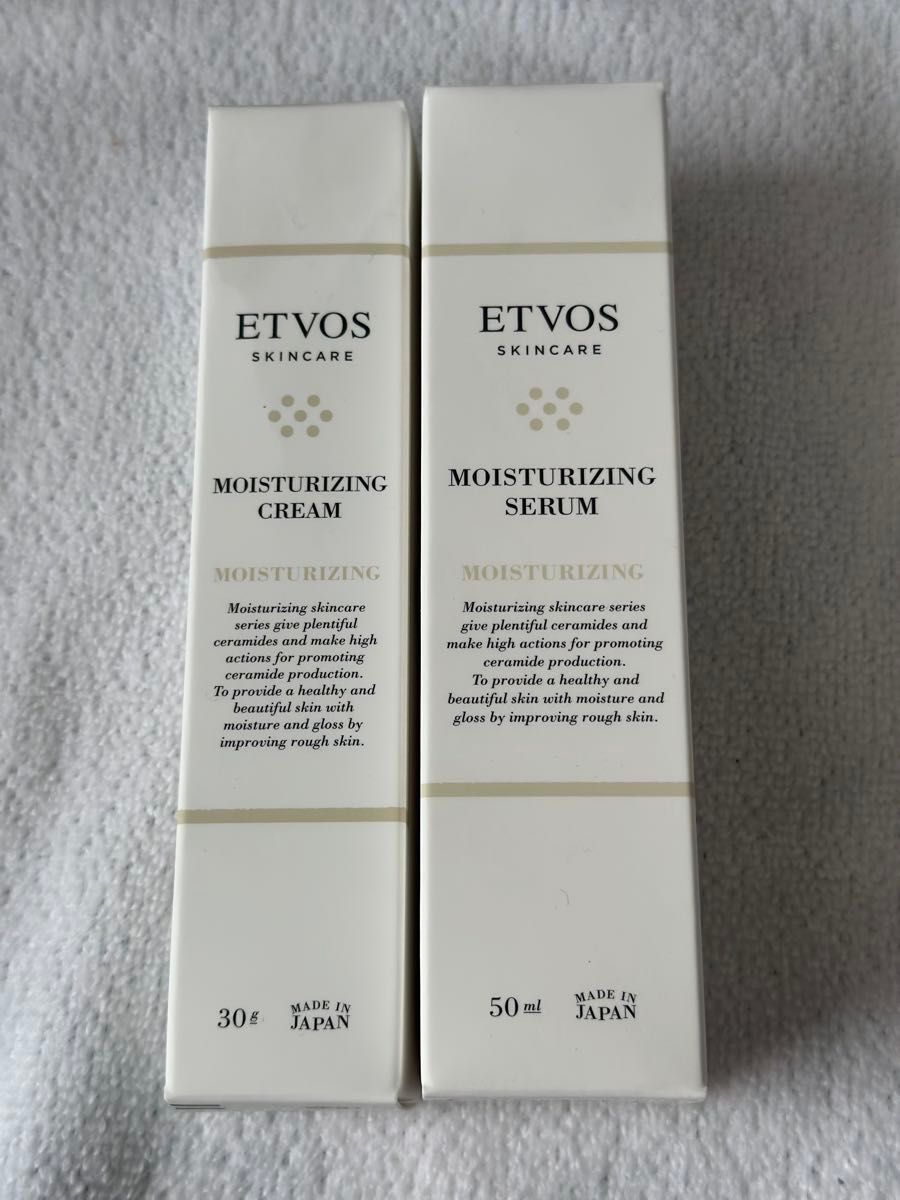 ETVOS
SKINCARE
MOISTURIZING
CREAM
MOISTURIZING
Moisturizing skincare
series give plentiful
ceramides and make high
actions for promoting
ceramide production.
To provide a healthy and
beautiful skin with
moisture and gloss by
improving rough skin.
30g
MADE IN
JAPAN
ETVOS
SKINCARE
MOISTURIZING
SERUM
MOISTURIZING
Moisturizing skincare series
give plentiful ceramides and
make high actions for promoting
ceramide production.
To provide a healthy and
beautiful skin with moisture and
gloss by improving rough skin.
50 ml
MADE IN
JAPAN